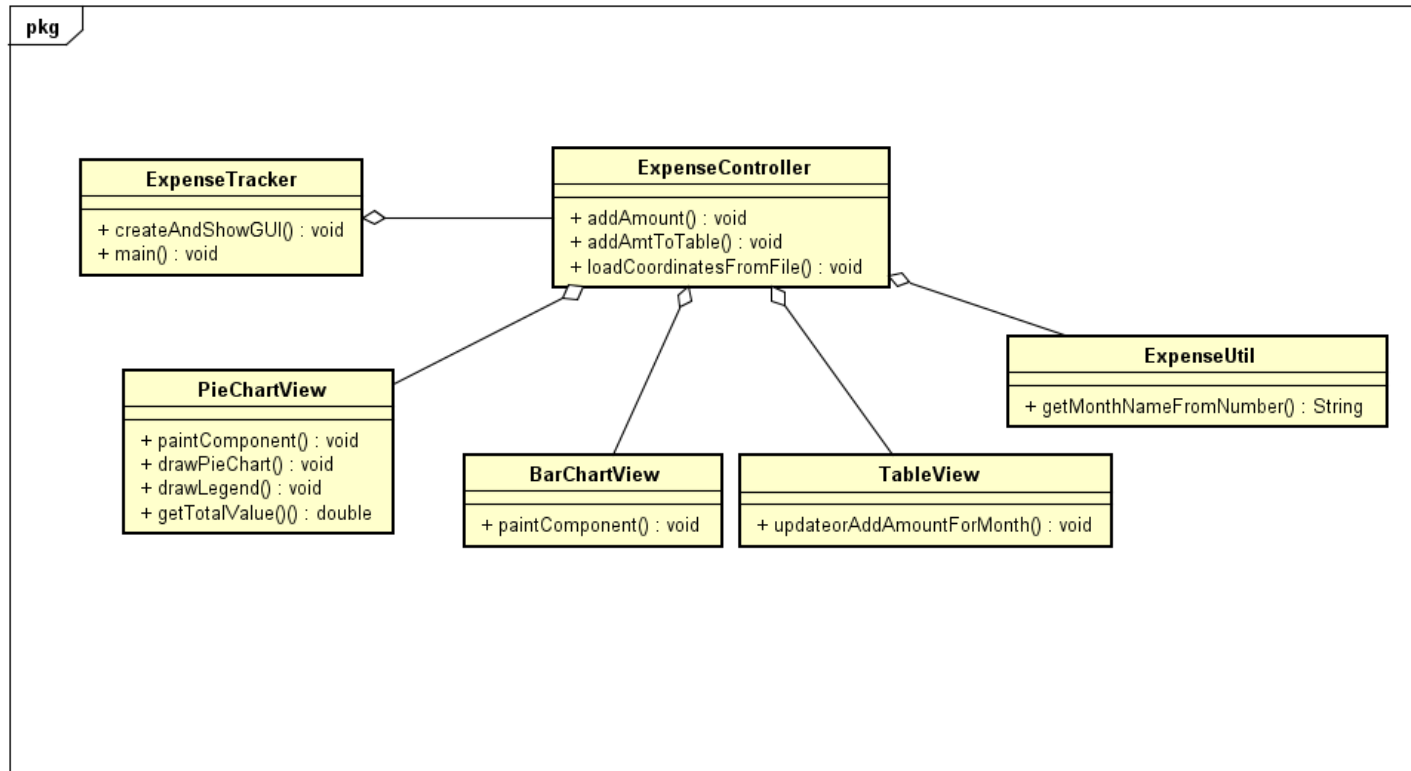 pkg
ExpenseTracker
+ createAndShowGUI() : void
+ main() : void
ExpenseController
+ addAmount() : void
+ addAmtToTable() : void
+ loadCoordinatesFromFile() : void
PieChartView
+ paintComponent() : void
+ drawPieChart() : void
+ drawLegend() : void
+ getTotalValue()() : double
BarChartView
+ paintComponent() : void
TableView
+ updateorAddAmountForMonth() : void
ExpenseUtil
+ getMonthNameFromNumber() : String